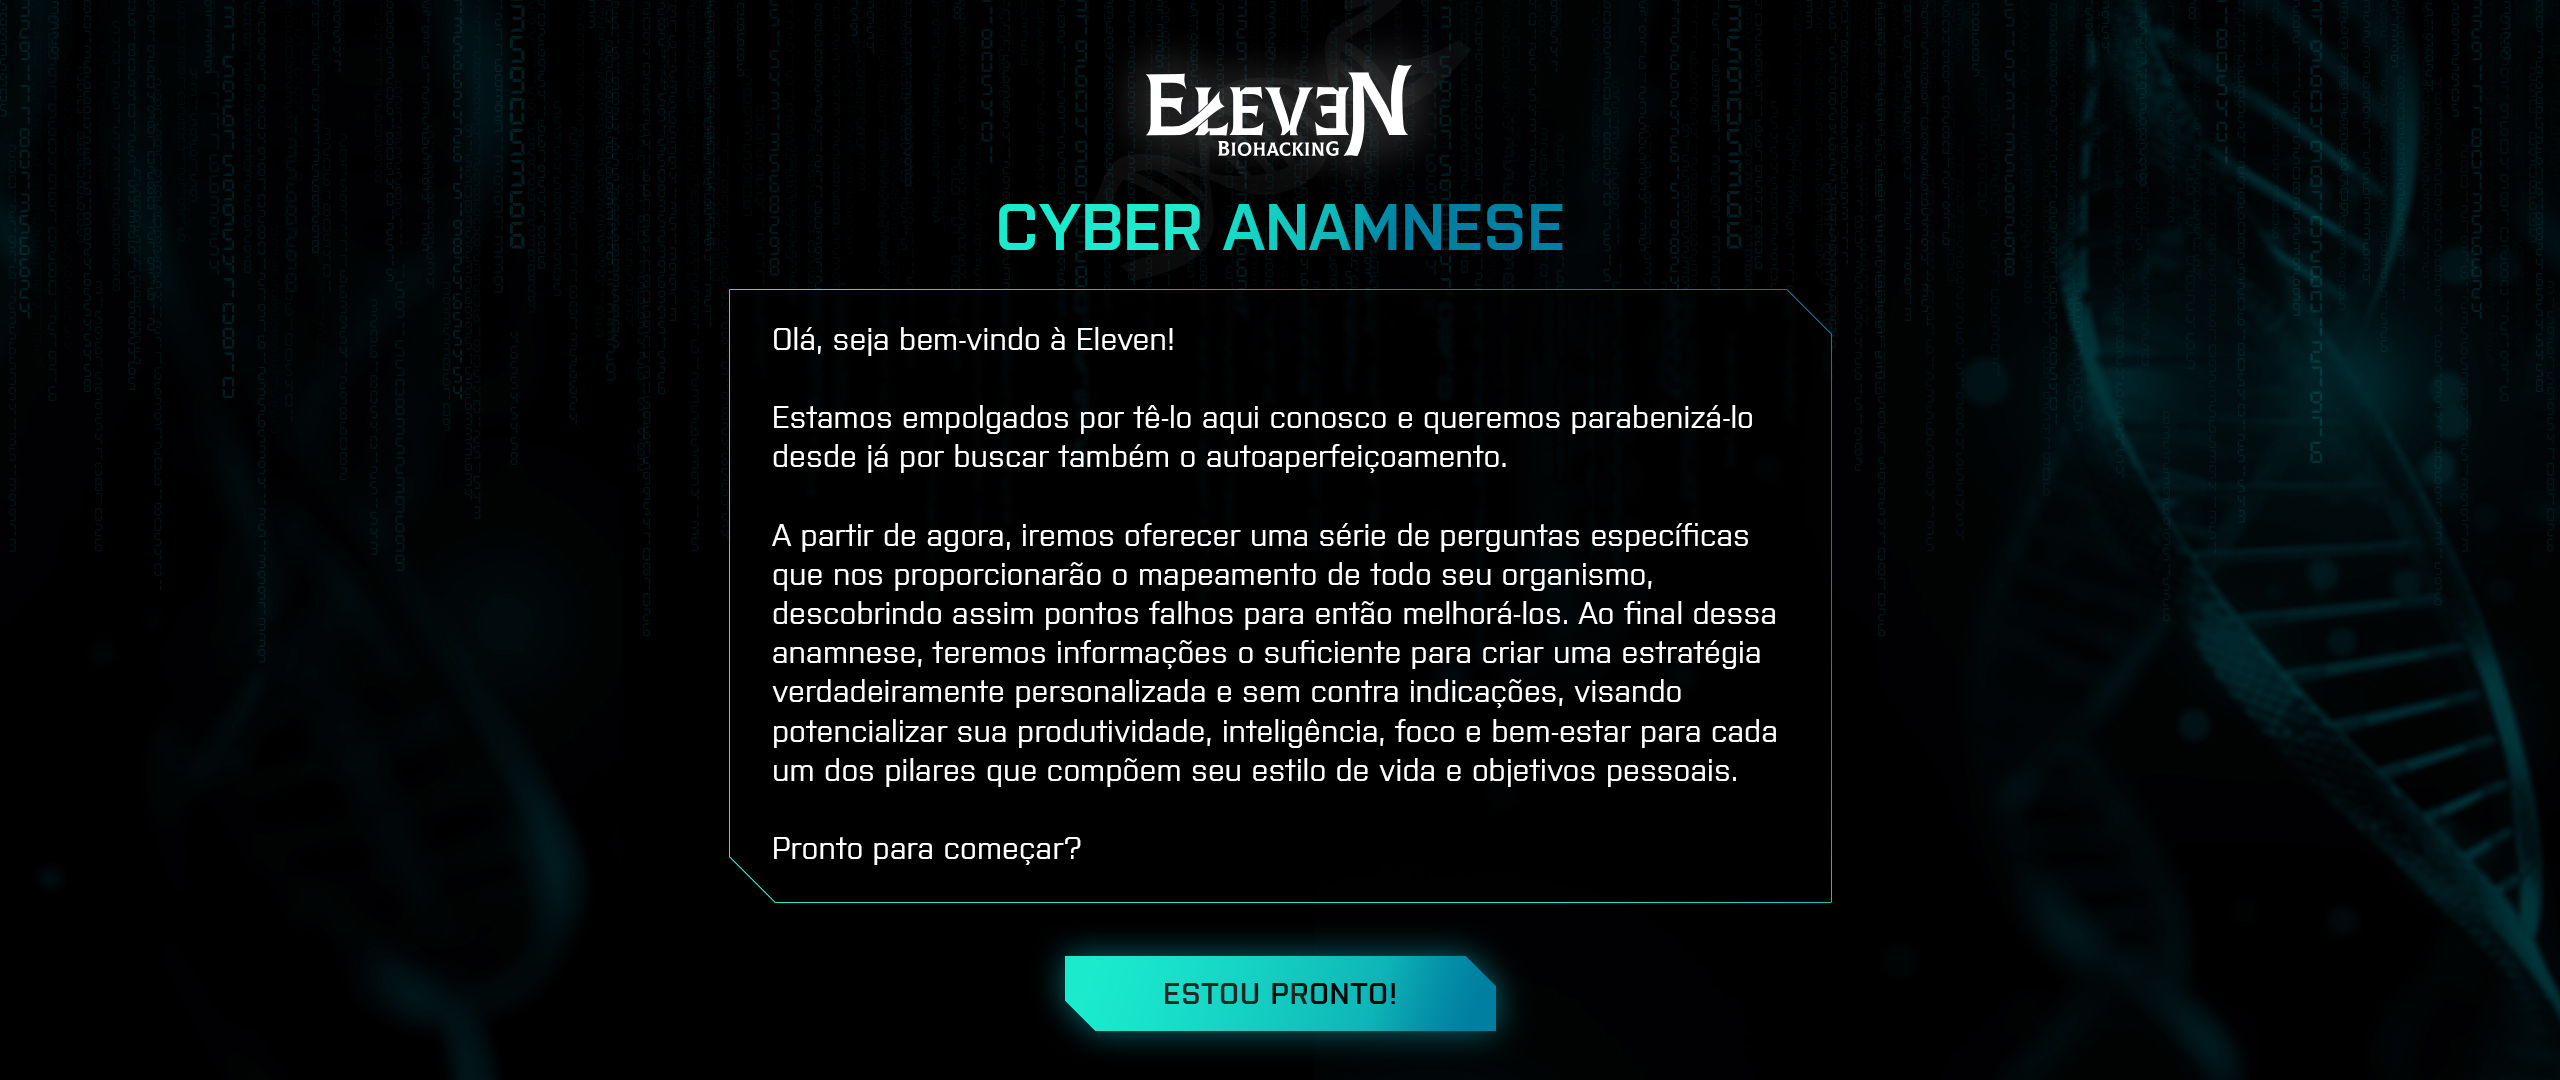 ELEVEN
BIOHACKING
CYBER ANAMNESE
Olá, seja bem-vindo à Eleven!
Estamos empolgados por tê-lo aqui conosco e queremos parabenizá-lo
desde já por buscar também o autoaperfeiçoamento.
A partir de agora, iremos oferecer uma série de perguntas específicas
que nos proporcionarão o mapeamento de todo seu organismo,
descobrindo assim pontos falhos para então melhorá-los. Ao final dessa
anamnese, teremos informações o suficiente para criar uma estratégia
verdadeiramente personalizada e sem contra indicações, visando
potencializar sua produtividade, inteligência, foco e bem-estar para cada
um dos pilares que compõem seu estilo de vida e objetivos pessoais.
Pronto para começar?
ESTOU PRONTO!